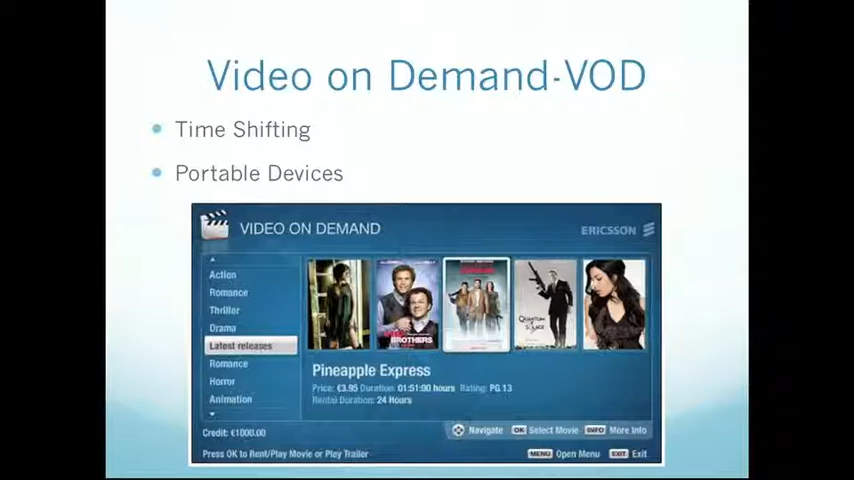 Video on Demand-VOD
Time Shifting
Portable Devices
VIDEO ON DEMAND
ERICSSON
Action
Romance
Thriller
Drama
Latest releases
Romance
Horror
Animation
BROTHERS
QUANTUM
Pineapple Express
Price: €3.95 Duration: 01:51:00 hours Rating: PG 13
Rental Duration: 24 Hours
Navigate OK Select Movie INFO More Info
Credit: €1000.00
Press OK to Rent/Play Movie or Play Trailer
MENU Open Menu EXIT Exit